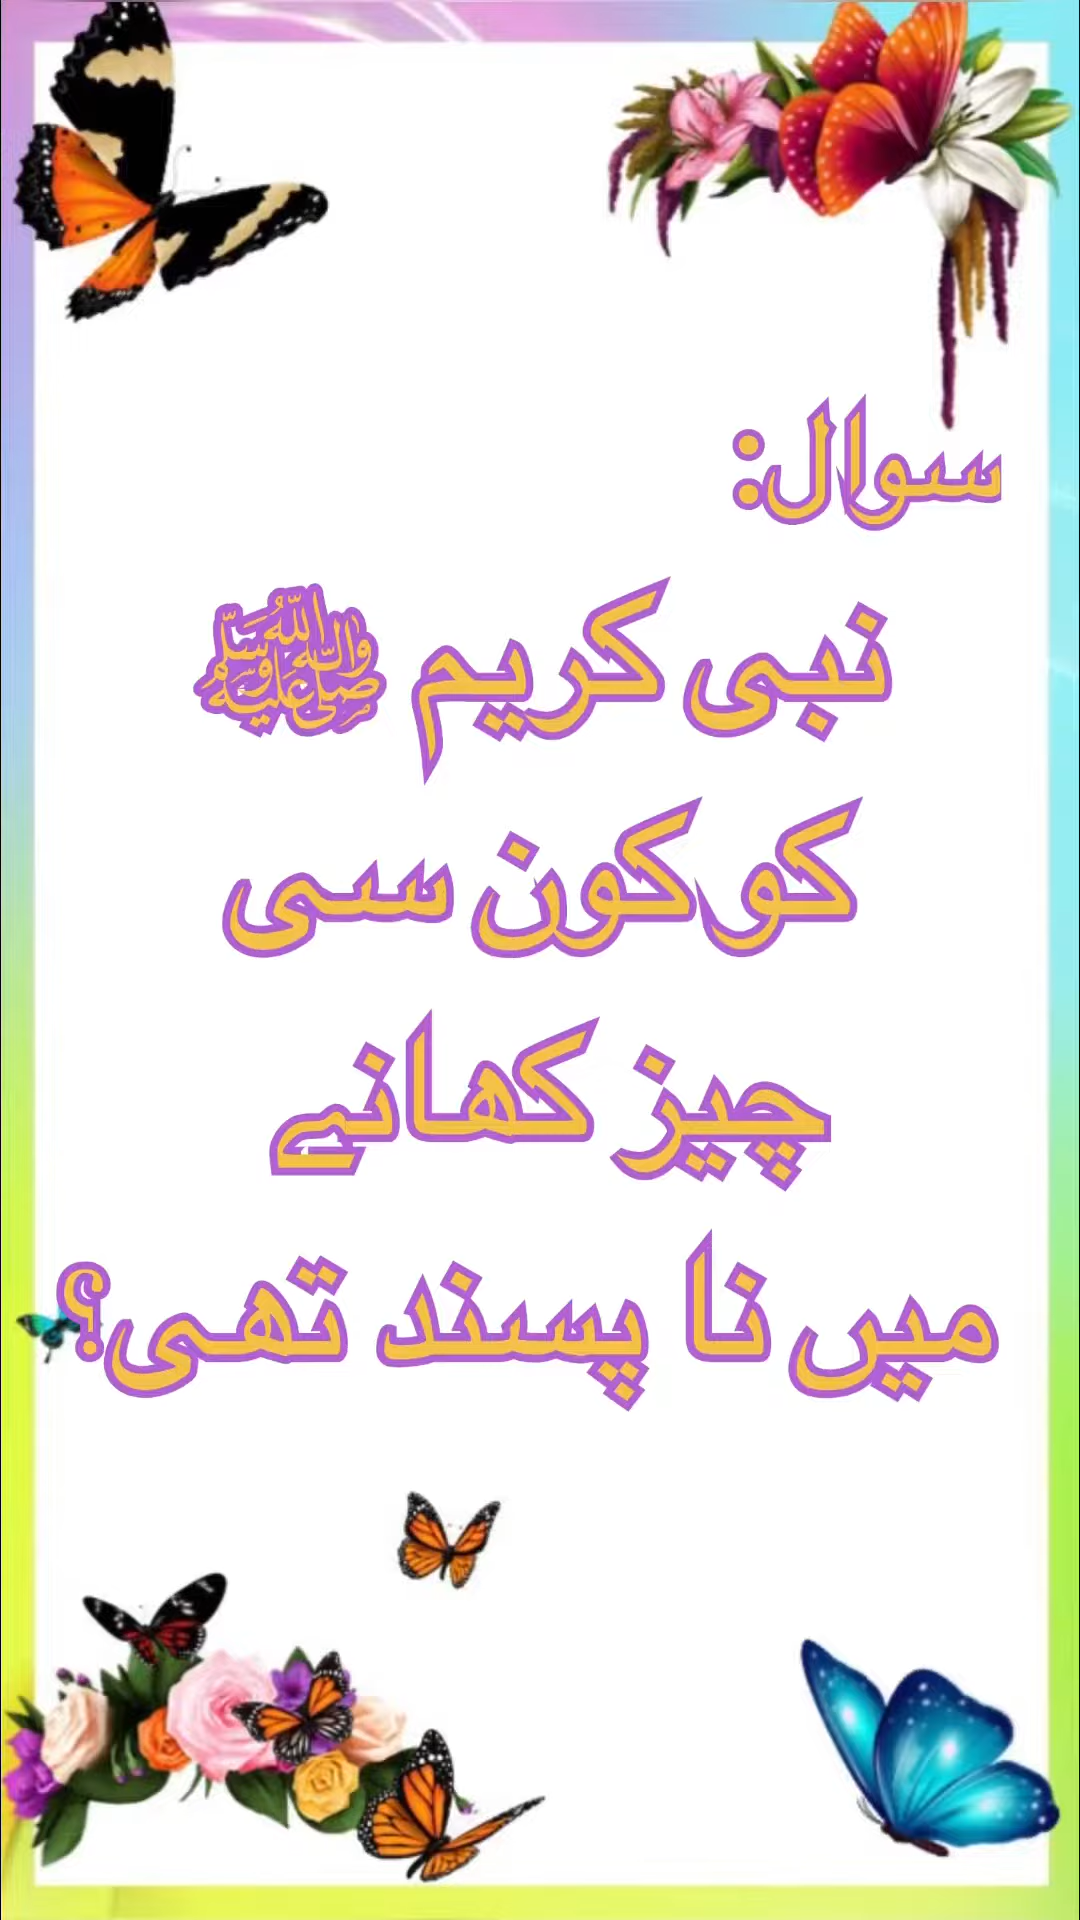 سوال:
نبی کریم ﷺ
کو کون سی
چیز کھانے
میں نا پسند تھی؟